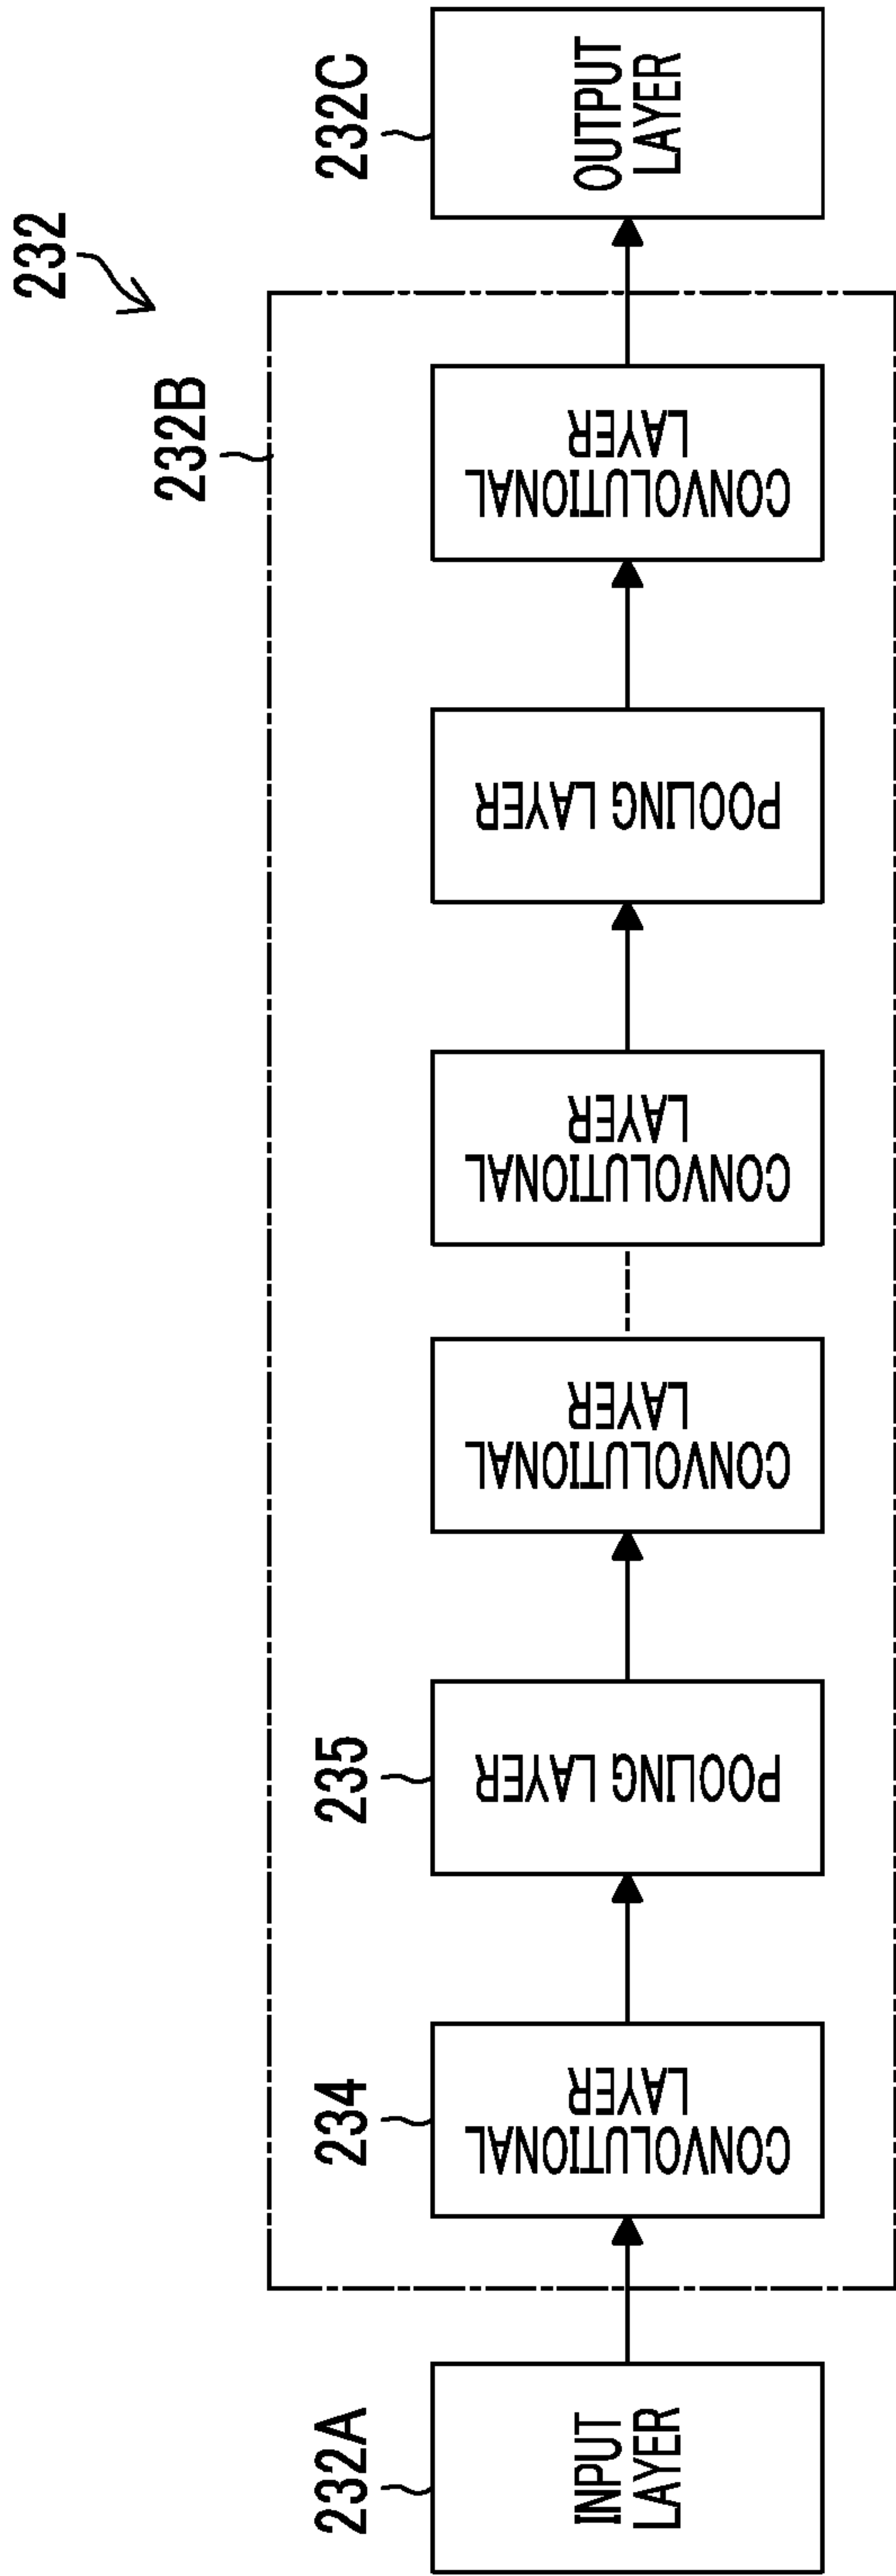 232
232B
232A
234
235
232C
INPUT
LAYER
CONVOLUTIONAL
LAYER
POOLING LAYER
CONVOLUTIONAL
LAYER
CONVOLUTIONAL
LAYER
POOLING LAYER
CONVOLUTIONAL
LAYER
OUTPUT
LAYER